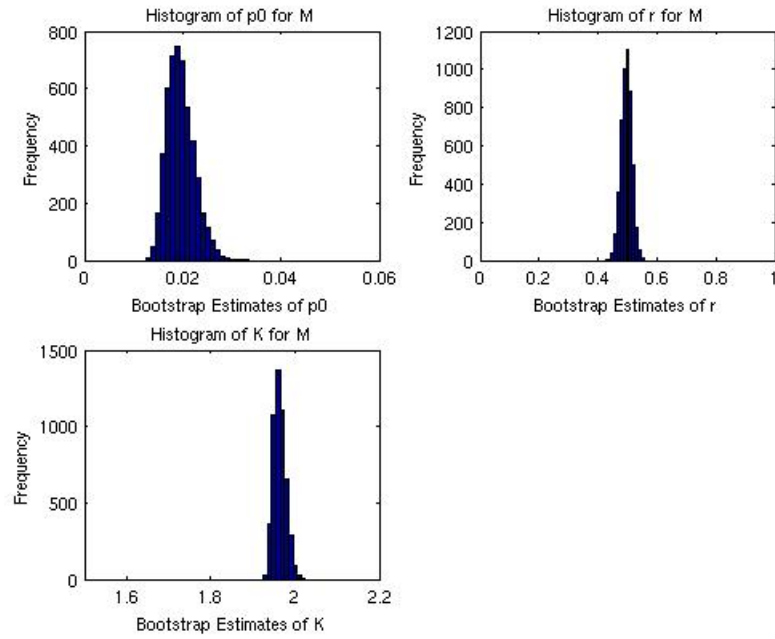 Histogram of p0 for M
800
600
400
200
0
0 0.02 0.04 0.06
Frequency
Bootstrap Estimates of p0
Histogram of r for M
1200
1000
800
600
400
200
0
0 0.2 0.4 0.6 0.8 1
Frequency
Bootstrap Estimates of r
Histogram of K for M
1500
1000
500
0
1.6 1.8 2 2.2
Frequency
Bootstrap Estimates of K